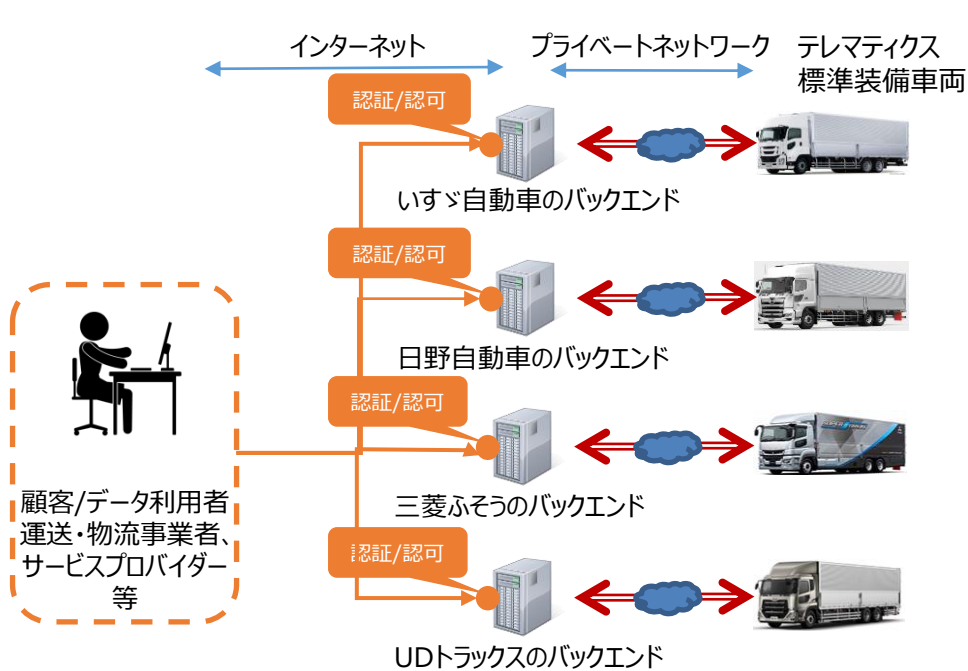 インターネット
プライベートネットワーク
テレマティクス
標準装備車両
認証/認可
いすゞ自動車のバックエンド
認証/認可
日野自動車のバックエンド
認証/認可
三菱ふそうのバックエンド
認証/認可
UDトラックスのバックエンド
顧客/データ利用者
運送・物流事業者、
サービスプロバイダー
等